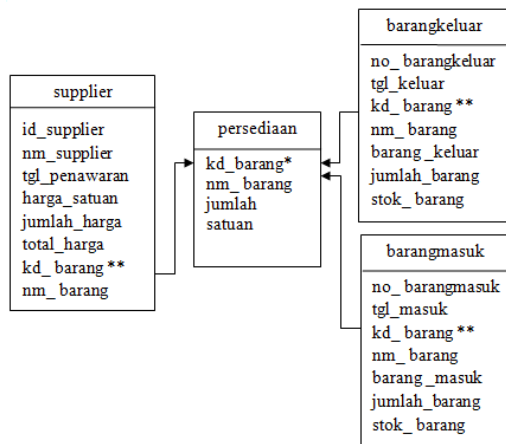 supplier
id_supplier
nm_supplier
tgl_penawaran
harga_satuan
jumlah_harga
total_harga
kd_ barang **
nm_ barang
persediaan
kd_barang*
nm_ barang
jumlah
satuan
barangkeluar
no_ barangkeluar
tgl_keluar
kd_ barang **
nm_ barang
barang _keluar
jumlah_barang
stok_ barang
barangmasuk
no_ barangmasuk
tgl_masuk
kd_ barang **
nm_ barang
barang _masuk
jumlah_barang
stok_ barang